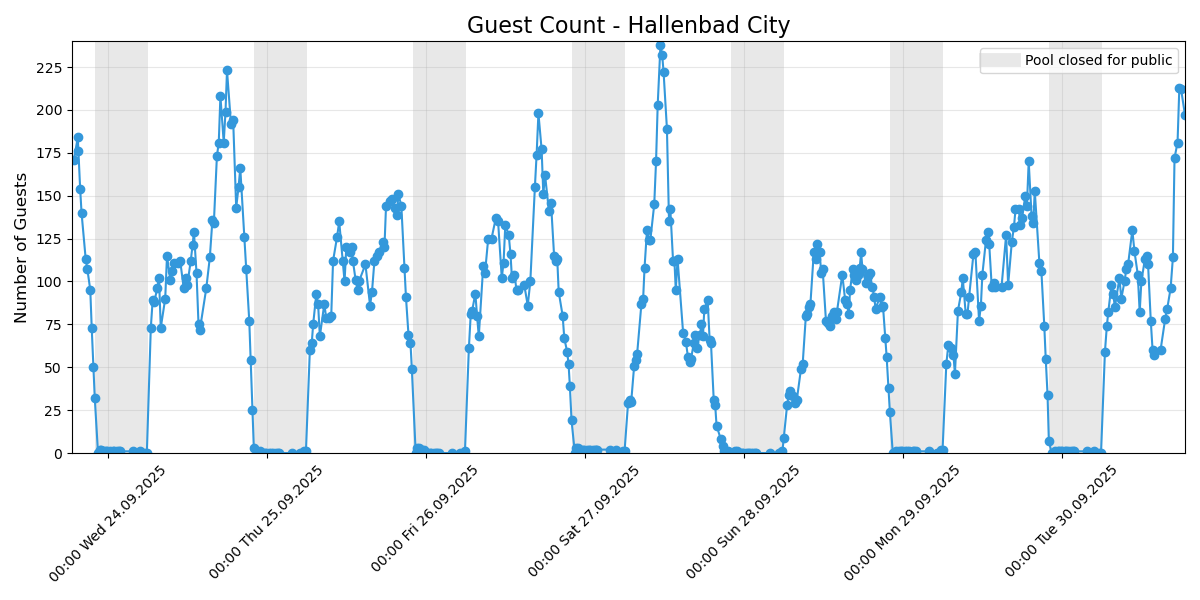 Guest Count - Hallenbad City
Pool closed for public
Number of Guests
225
200
175
150
125
100
75
50
25
0
00:00 Wed 24.09.2025
00:00 Thu 25.09.2025
00:00 Fri 26.09.2025
00:00 Sat 27.09.2025
00:00 Sun 28.09.2025
00:00 Mon 29.09.2025
00:00 Tue 30.09.2025